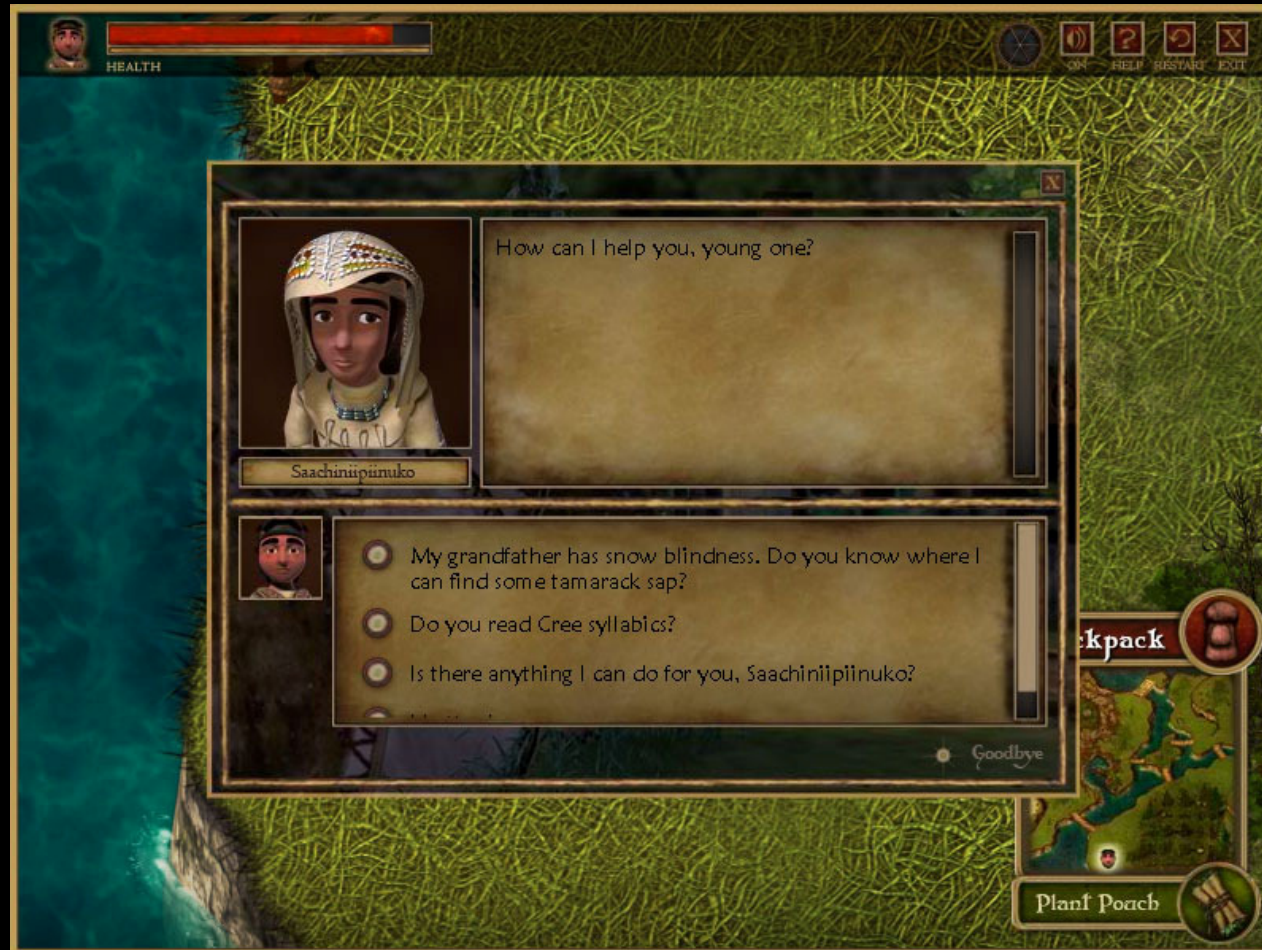 HEALTH
ON HELP RESTART EXIT
X
How can I help you, young one?
Saachiniipiinuko
My grandfather has snow blindness. Do you know where I
can find some tamarack sap?
Do you read Cree syllabics?
Is there anything I can do for you, Saachiniipiinuko?
Goodbye
ckpack
Plant Pouch